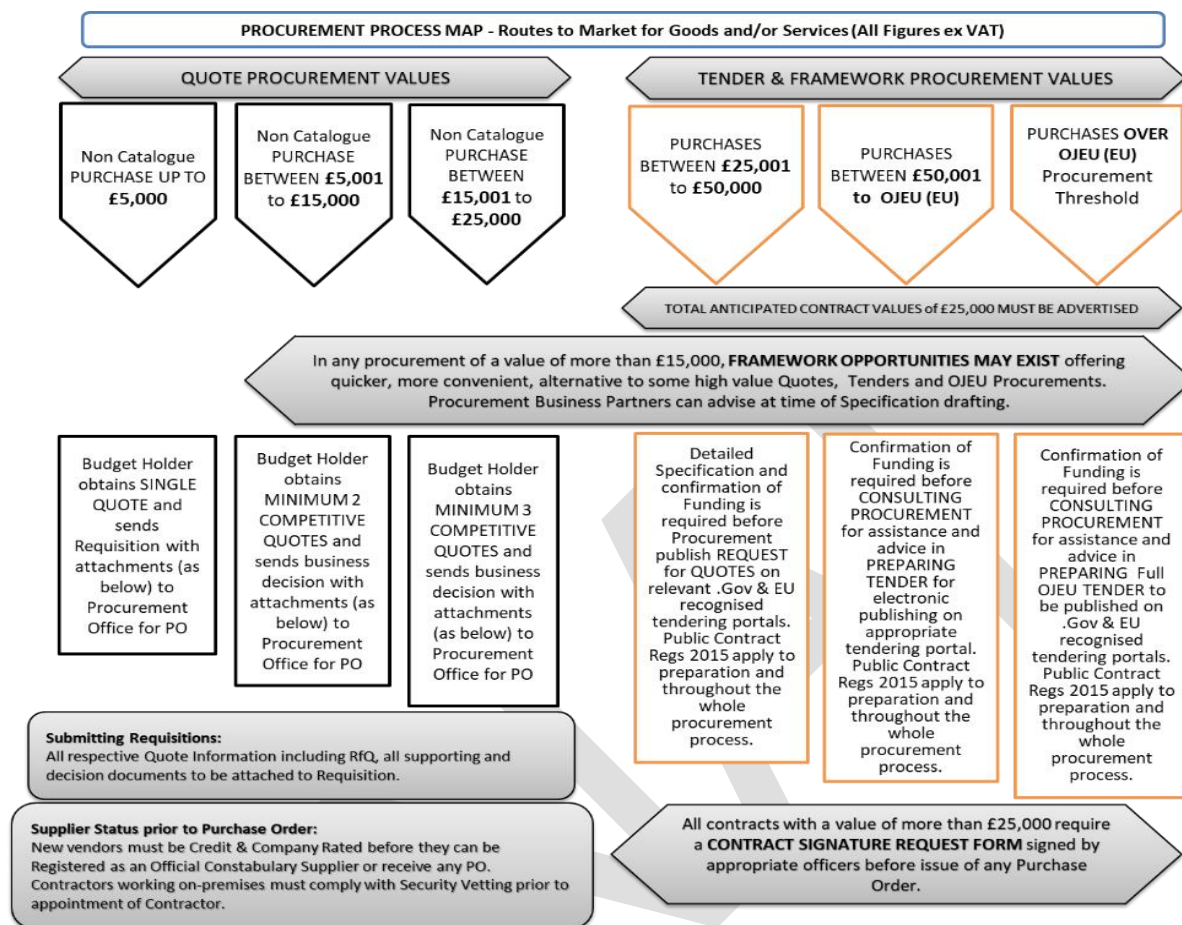 PROCUREMENT PROCESS MAP - Routes to Market for Goods and/or Services (All Figures ex VAT)
QUOTE PROCUREMENT VALUES
TENDER & FRAMEWORK PROCUREMENT VALUES
Non Catalogue
PURCHASE UP TO
£5,000
Non Catalogue
PURCHASE
BETWEEN £5,001
to £15,000
Non Catalogue
PURCHASE
BETWEEN
£15,001 to
£25,000
PURCHASES
BETWEEN £25,001
to £50,000
PURCHASES
BETWEEN £50,001
to OJEU (EU)
PURCHASES OVER
OJEU (EU)
Procurement
Threshold
TOTAL ANTICIPATED CONTRACT VALUES of £25,000 MUST BE ADVERTISED
In any procurement of a value of more than £15,000, FRAMEWORK OPPORTUNITIES MAY EXIST offering
quicker, more convenient, alternative to some high value Quotes, Tenders and OJEU Procurements.
Procurement Business Partners can advise at time of Specification drafting.
Budget Holder
obtains SINGLE
QUOTE and
sends
Requisition with
attachments (as
below) to
Procurement
Office for PO
Budget Holder
obtains
MINIMUM 2
COMPETITIVE
QUOTES and
sends business
decision with
attachments (as
below) to
Procurement
Office for PO
Budget Holder
obtains
MINIMUM 3
COMPETITIVE
QUOTES and
sends business
decision with
attachments
(as below) to
Procurement
Office for PO
Detailed
Specification and
confirmation of
Funding is
required before
Procurement
publish REQUEST
for QUOTES on
relevant .Gov & EU
recognised
tendering portals.
Public Contract
Regs 2015 apply to
preparation and
throughout the
whole
procurement
process.
Confirmation of
Funding is
required before
CONSULTING
PROCUREMENT
for assistance and
advice in
PREPARING
TENDER for
electronic
publishing on
appropriate
tendering portal.
Public Contract
Regs 2015 apply to
preparation and
throughout the
whole
procurement
process.
Confirmation of
Funding is
required before
CONSULTING
PROCUREMENT
for assistance and
advice in
PREPARING Full
OJEU TENDER to
be published on
.Gov & EU
recognised
tendering portals.
Public Contract
Regs 2015 apply to
preparation and
throughout the
whole
procurement
process.
Submitting Requisitions:
All respective Quote Information including RfQ, all supporting and
decision documents to be attached to Requisition.
Supplier Status prior to Purchase Order:
New vendors must be Credit & Company Rated before they can be
Registered as an Official Constabulary Supplier or receive any PO.
Contractors working on-premises must comply with Security Vetting prior to
appointment of Contractor.
All contracts with a value of more than £25,000 require
a CONTRACT SIGNATURE REQUEST FORM signed by
appropriate officers before issue of any Purchase
Order.